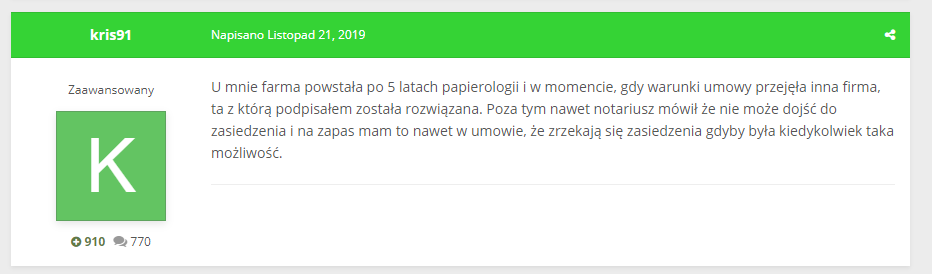 kris91
Napisano Listopad 21, 2019
Zaawansowany
K
910 770
U mnie farma powstała po 5 latach papierologii i w momencie, gdy warunki umowy przejęła inna firma,
ta z którą podpisałem została rozwiązana. Poza tym nawet notariusz mówił że nie może dojść do
zasiedzenia i na zapas mam to nawet w umowie, że zrzekają się zasiedzenia gdyby była kiedykolwiek taka
możliwość.